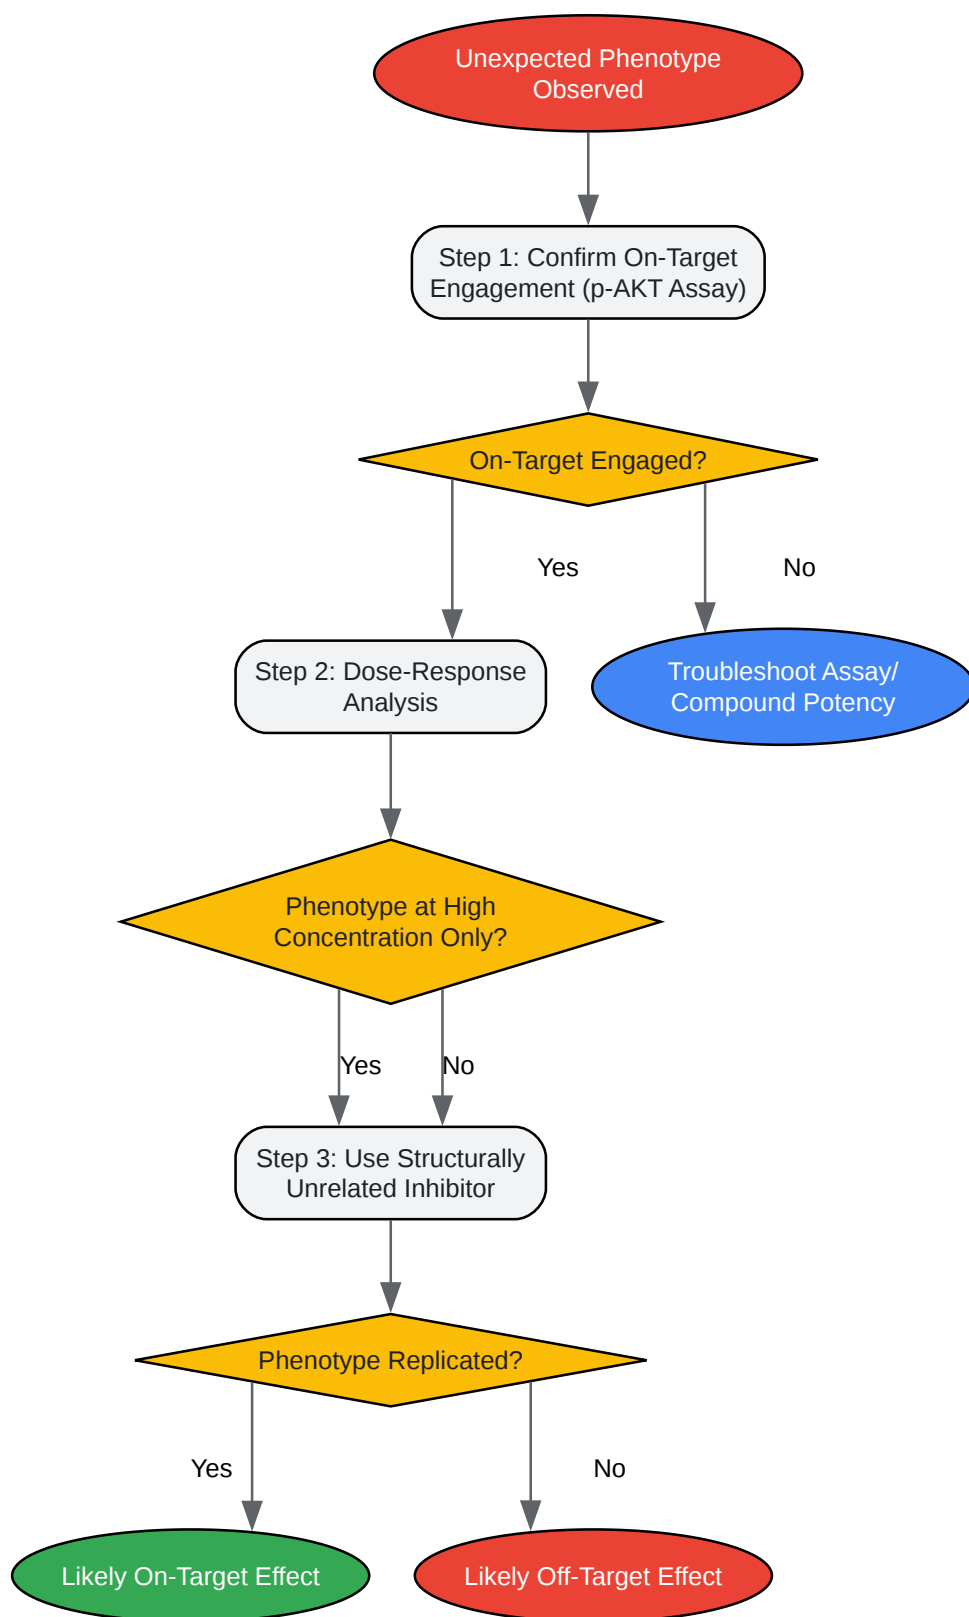 Unexpected Phenotype
Observed
Step 1: Confirm On-Target
Engagement (p-AKT Assay)
On-Target Engaged?
Yes
No
Step 2: Dose-Response
Analysis
Troubleshoot Assay/
Compound Potency
Phenotype at High
Concentration Only?
Yes
No
Step 3: Use Structurally
Unrelated Inhibitor
Phenotype Replicated?
Yes
No
Likely On-Target Effect
Likely Off-Target Effect